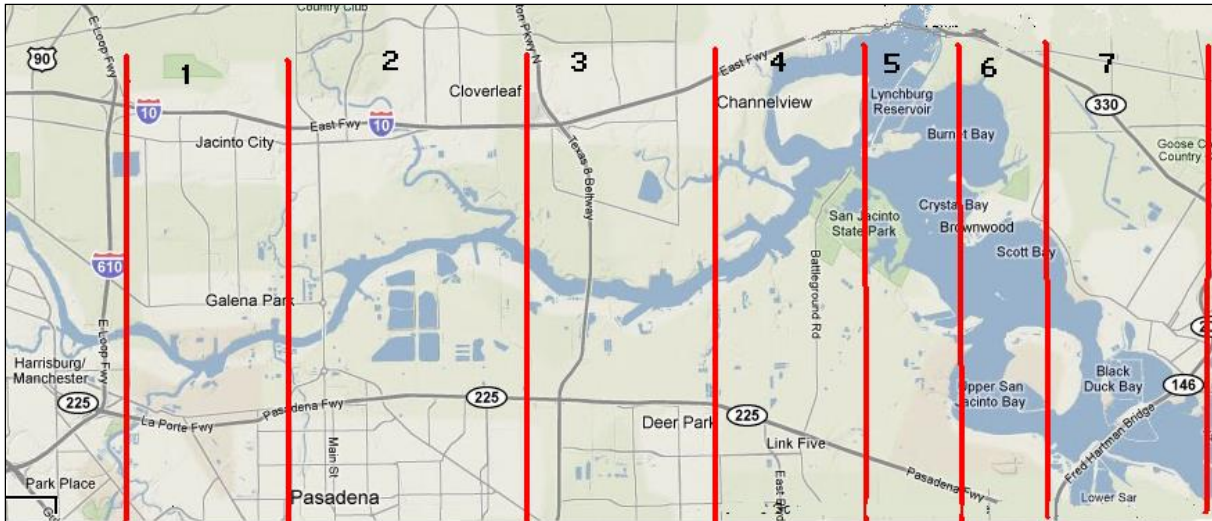 Country Club
E Loop Fwy
90
1
2
3
4
5
6
7
East Fwy
Cloverleaf
Channelview
Lynchburg
Reservoir
330
10
East Fwy
10
Jacinto City
Texas 8 Beltway
Burnet Bay
Goose
Country
San Jacinto
State Park
Crystal Bay
Brownwood
Scott Bay
610
Galena Park
Battleground Rd
E Loop Fwy
Harrisburg/
Manchester
225
La Porte Fwy
Pasadena Fwy
225
Main St
Deer Park
225
Link Five
Upper San
Jacinto Bay
Black
Duck Bay
146
Fred Hartman Bridge
Pasadena Fwy
Park Place
Pasadena
Lower Sar